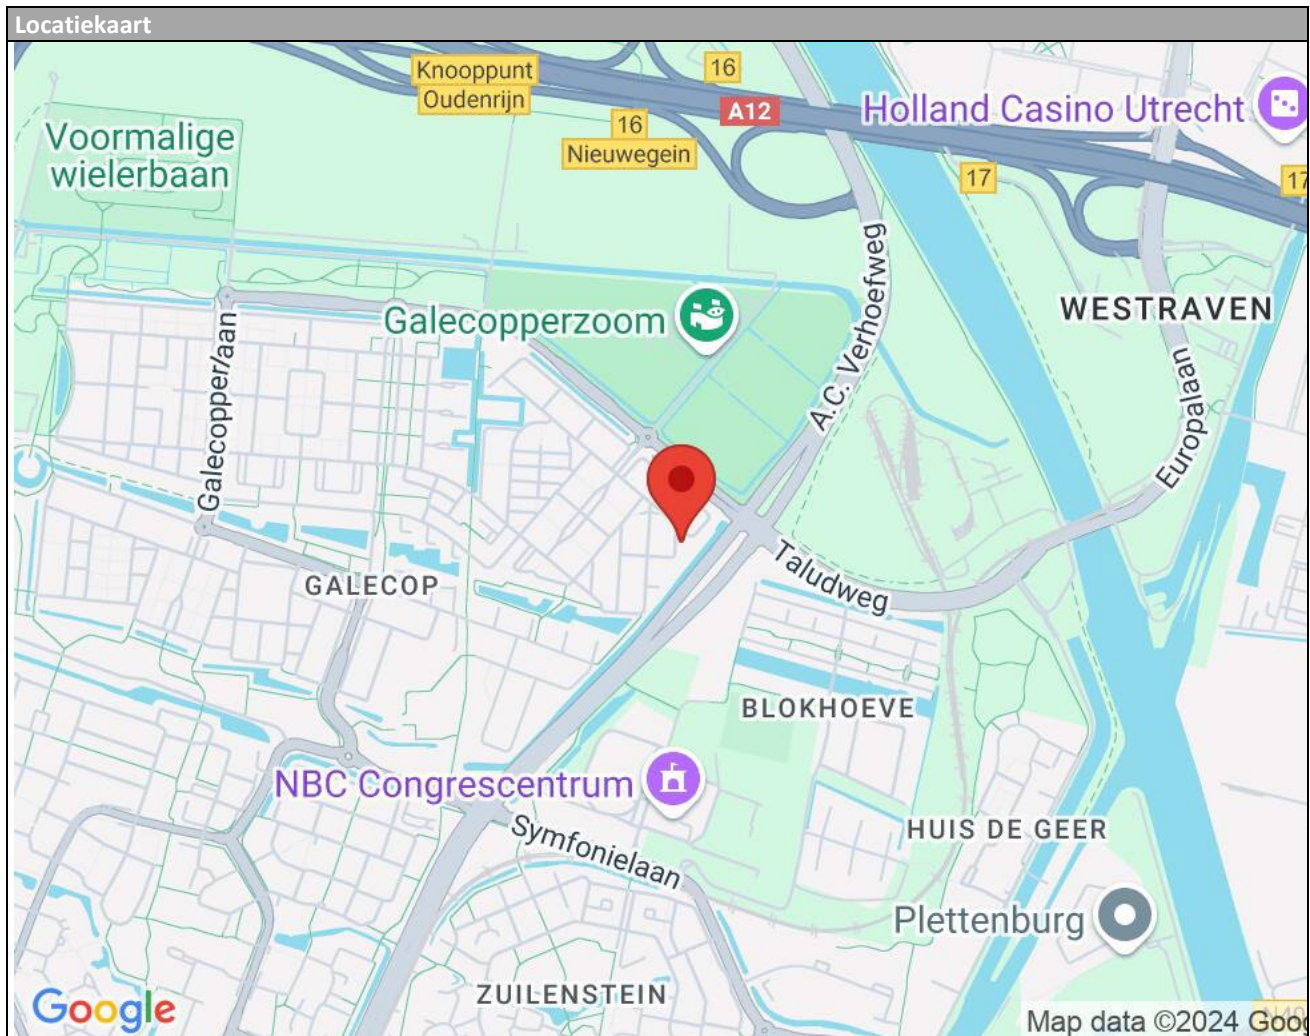 Locatiekaart
Knooppunt
Oudenrijn
16
A12
Holland Casino Utrecht
16
Nieuwegein
Voormalige
wielerbaan
17
17
Galecopperzoom
A.C. Verhoefweg
WESTRAVEN
Galecopperlaan
Europalaan
GALECOP
Taludweg
BLOKHOEVE
NBC Congrescentrum
Symfonielaan
HUIS DE GEER
Plettenburg
ZUILENSTEIN
Google
Map data ©2024 Goo